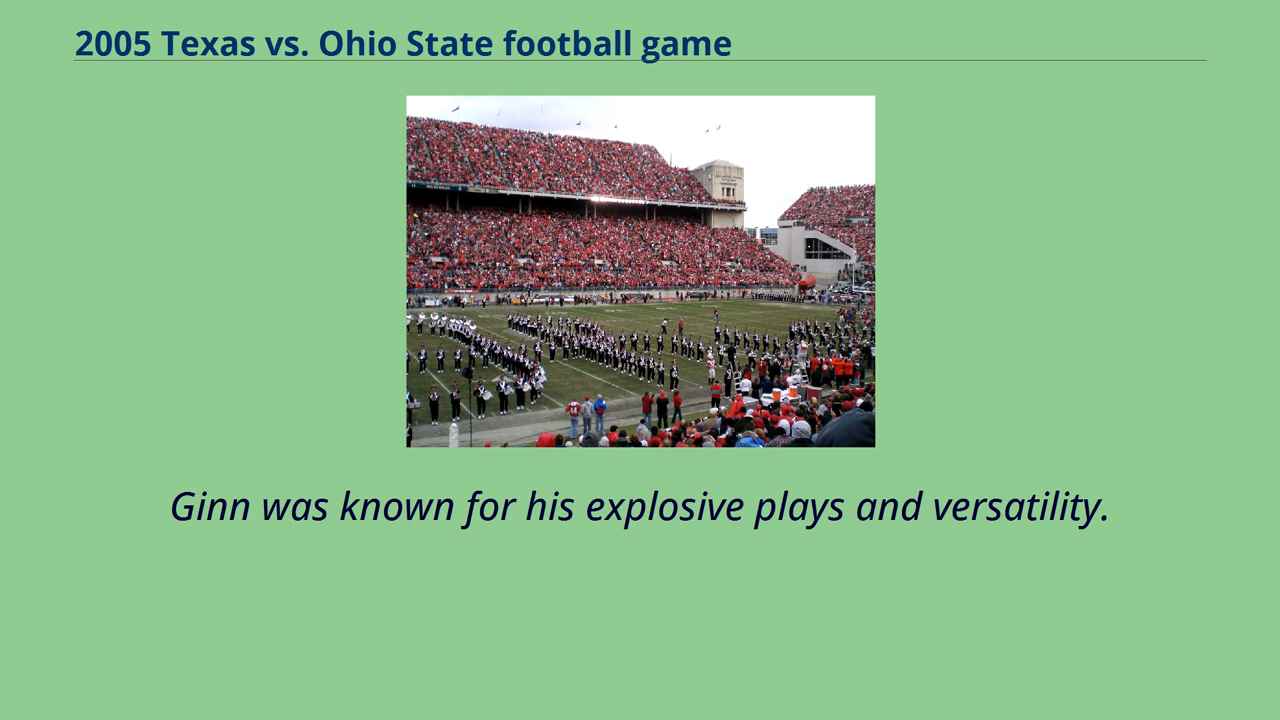 2005 Texas vs. Ohio State football game
Ginn was known for his explosive plays and versatility.